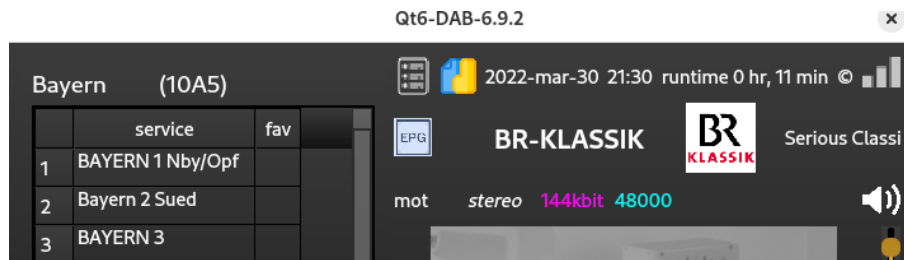 Qt6-DAB-6.9.2
Bayern (10A5)
2022-mar-30 21:30 runtime 0 hr, 11 min ©
service fav
1 BAYERN 1 Nby/Opf
2 Bayern 2 Sued
3 BAYERN 3
EPG BR-KLASSIK BR KLASSIK Serious Classi
mot stereo 144kbit 48000